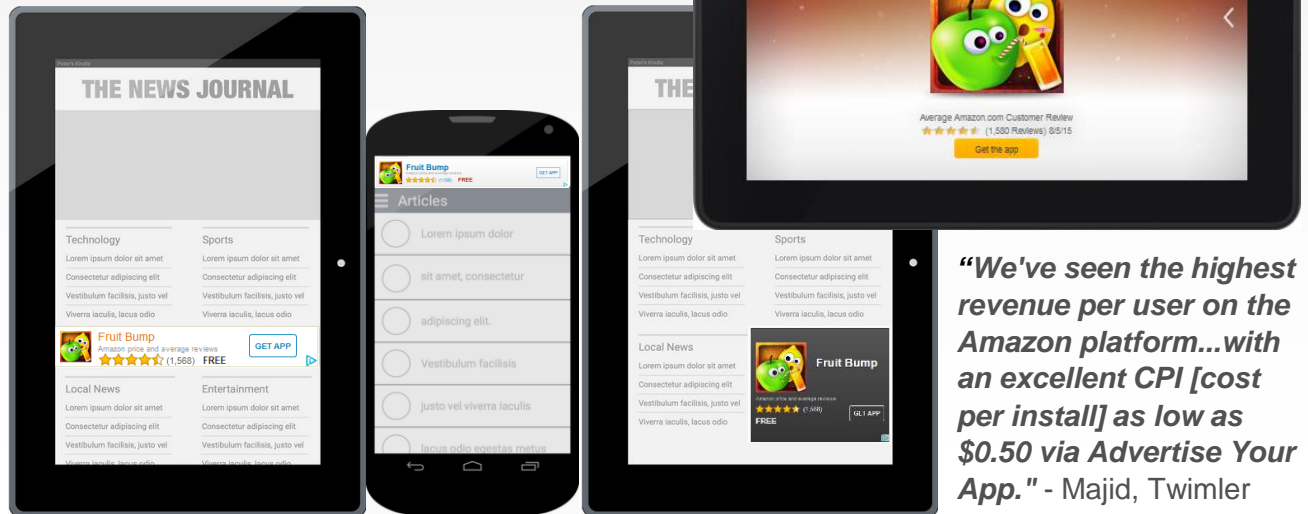 Peter's Kindle
THE NEWS JOURNAL
Technology
Lorem ipsum dolor sit amet
Consectetur adipiscing elit
Vestibulum facilisis, justo vel
Viverra iaculis, lacus odio
Sports
Lorem ipsum dolor sit amet
Consectetur adipiscing elit
Vestibulum facilisis, justo vel
Viverra iaculis, lacus odio
Fruit Bump
Amazon price and average reviews
(1,568) FREE
GET APP
Local News
Lorem ipsum dolor sit amet
Consectetur adipiscing elit
Vestibulum facilisis, justo vel
Viverra iaculis, lacus odio
Entertainment
Lorem ipsum dolor sit amet
Consectetur adipiscing elit
Vestibulum facilisis, justo vel
Viverra iaculis, lacus odio
Fruit Bump
FREE
GET APP
Articles
Lorem ipsum dolor
sit amet, consectetur
adipiscing elit.
Vestibulum facilisis
justo vel viverra iaculis
lacus odio egestas metus
Peter's Kindle
THE
Technology
Lorem ipsum dolor sit amet
Consectetur adipiscing elit
Vestibulum facilisis, justo vel
Viverra iaculis, lacus odio
Sports
Lorem ipsum dolor sit amet
Consectetur adipiscing elit
Vestibulum facilisis, justo vel
Viverra iaculis, lacus odio
Local News
Lorem ipsum dolor sit amet
Consectetur adipiscing elit
Vestibulum facilisis, justo vel
Viverra iaculis, lacus odio
Fruit Bump
Amazon price and average reviews
(1,568)
FREE
GET APP
Average Amazon.com Customer Review
(1,580 Reviews) 8/5/15
Get the app
“We've seen the highest
revenue per user on the
Amazon platform...with
an excellent CPI [cost
per install] as low as
$0.50 via Advertise Your
App." - Majid, Twimler